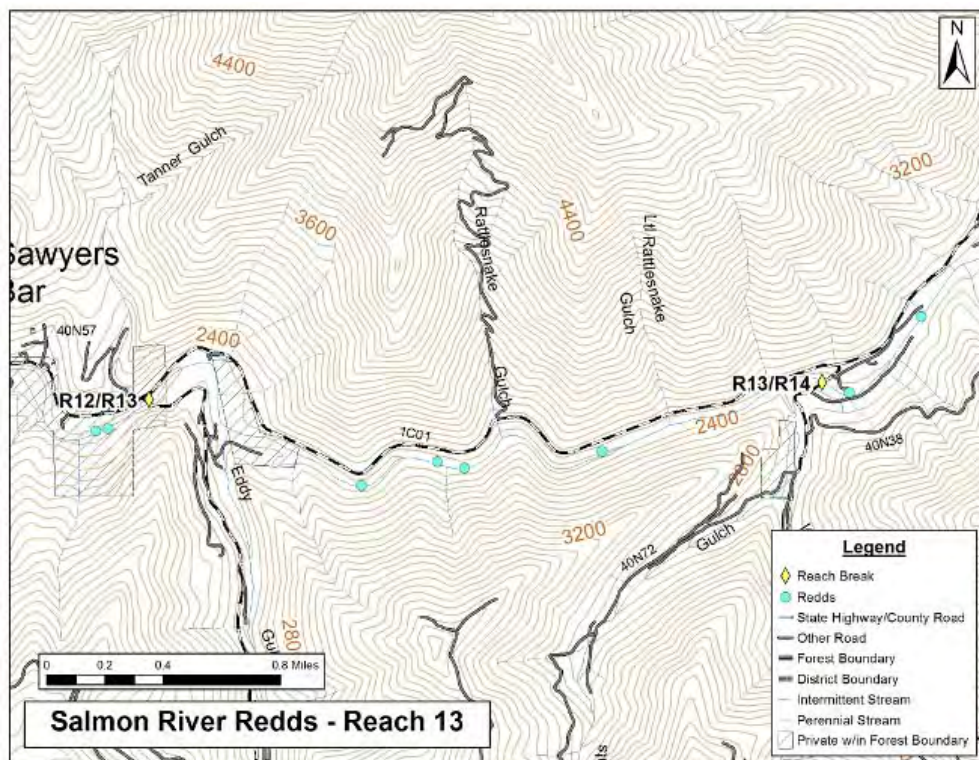 N
4400
Tanner Gulch
3200
3600
4400
Rattlesnake
Ltl Rattlesnake
Gulch
Sawyers
Bar
40N57
2400
R12/R13
Gulch
R13/R14
2400
1C01
40N38
Eddy
2800
3200
Gulch
40N72
280
Gul
0 0.2 0.4 0.8 Miles
Salmon River Redds - Reach 13
Legend
Reach Break
Redds
State Highway/County Road
Other Road
Forest Boundary
District Boundary
Intermittent Stream
Perennial Stream
Private w/in Forest Boundary